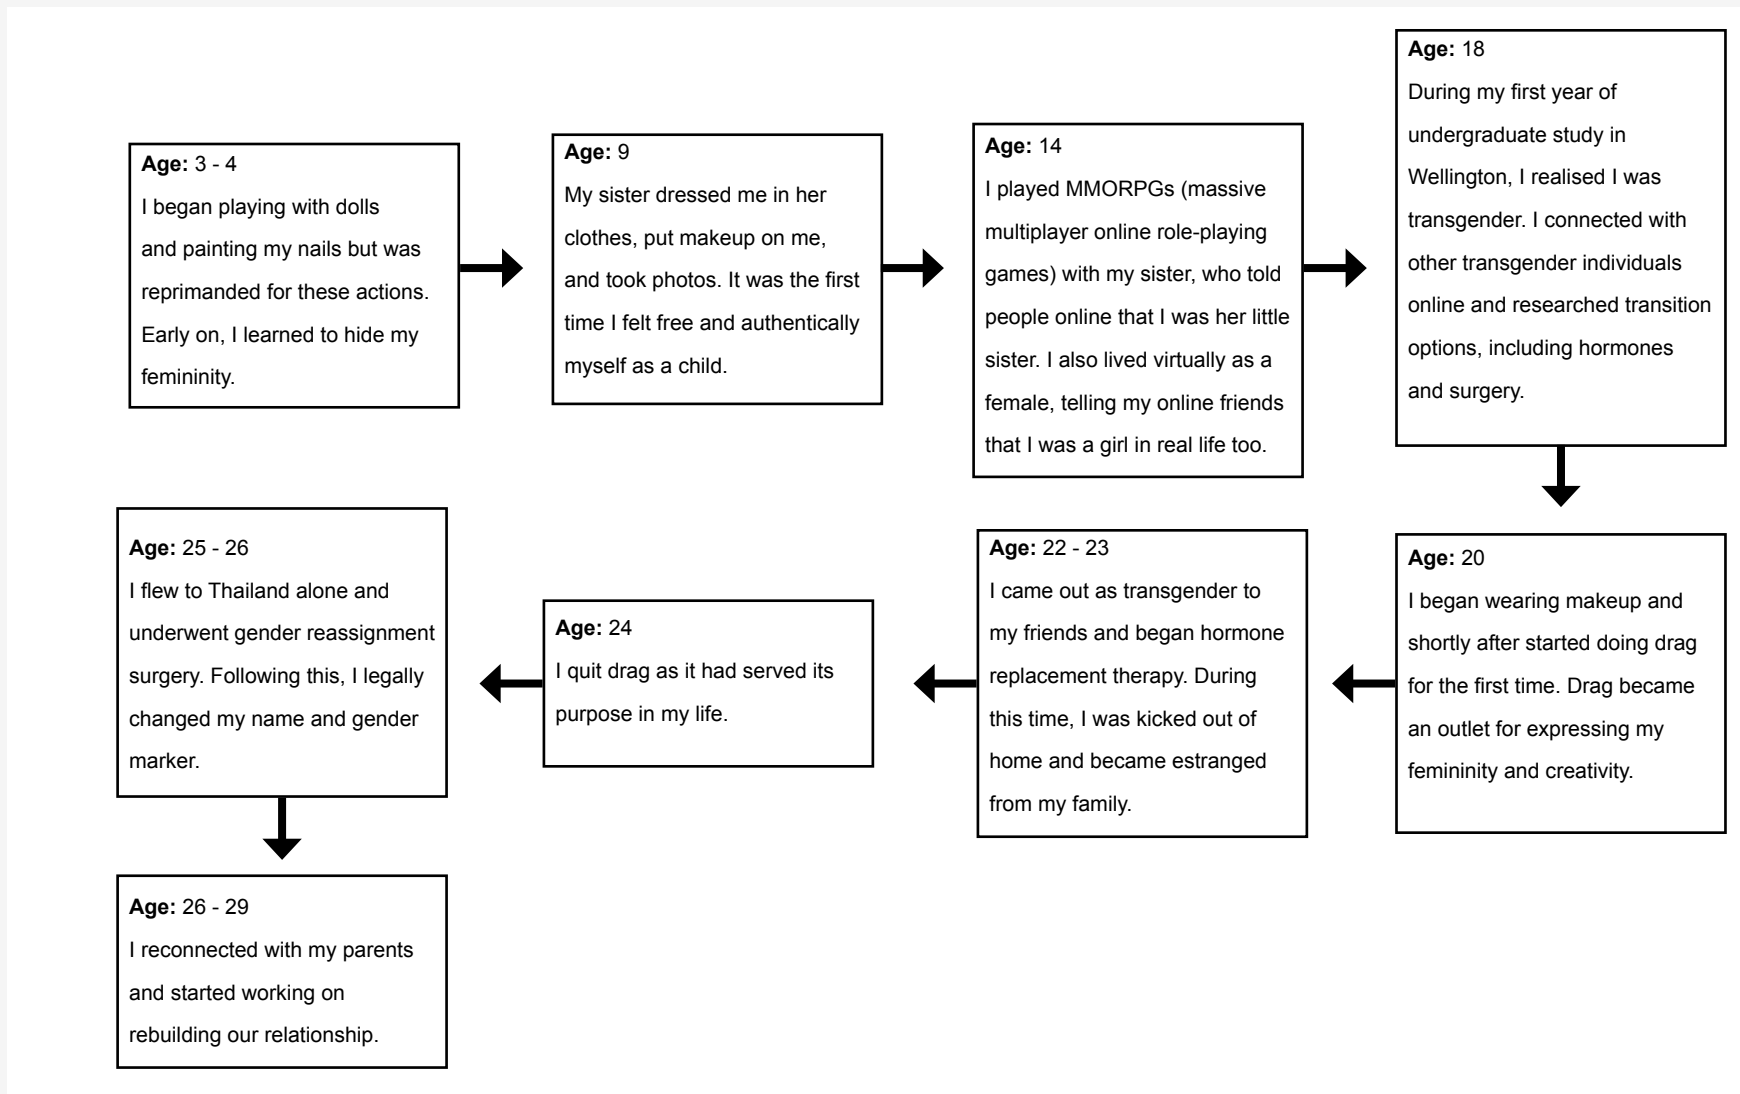 Age: 3 - 4
I began playing with dolls
and painting my nails but was
reprimanded for these actions.
Early on, I learned to hide my
femininity.
Age: 9
My sister dressed me in her
clothes, put makeup on me,
and took photos. It was the first
time I felt free and authentically
myself as a child.
Age: 14
I played MMORPGs (massive
multiplayer online role-playing
games) with my sister, who told
people online that I was her little
sister. I also lived virtually as a
female, telling my online friends
that I was a girl in real life too.
Age: 18
During my first year of
undergraduate study in
Wellington, I realised I was
transgender. I connected with
other transgender individuals
online and researched transition
options, including hormones
and surgery.
Age: 20
I began wearing makeup and
shortly after started doing drag
for the first time. Drag became
an outlet for expressing my
femininity and creativity.
Age: 22 - 23
I came out as transgender to
my friends and began hormone
replacement therapy. During
this time, I was kicked out of
home and became estranged
from my family.
Age: 24
I quit drag as it had served its
purpose in my life.
Age: 25 - 26
I flew to Thailand alone and
underwent gender reassignment
surgery. Following this, I legally
changed my name and gender
marker.
Age: 26 - 29
I reconnected with my parents
and started working on
rebuilding our relationship.